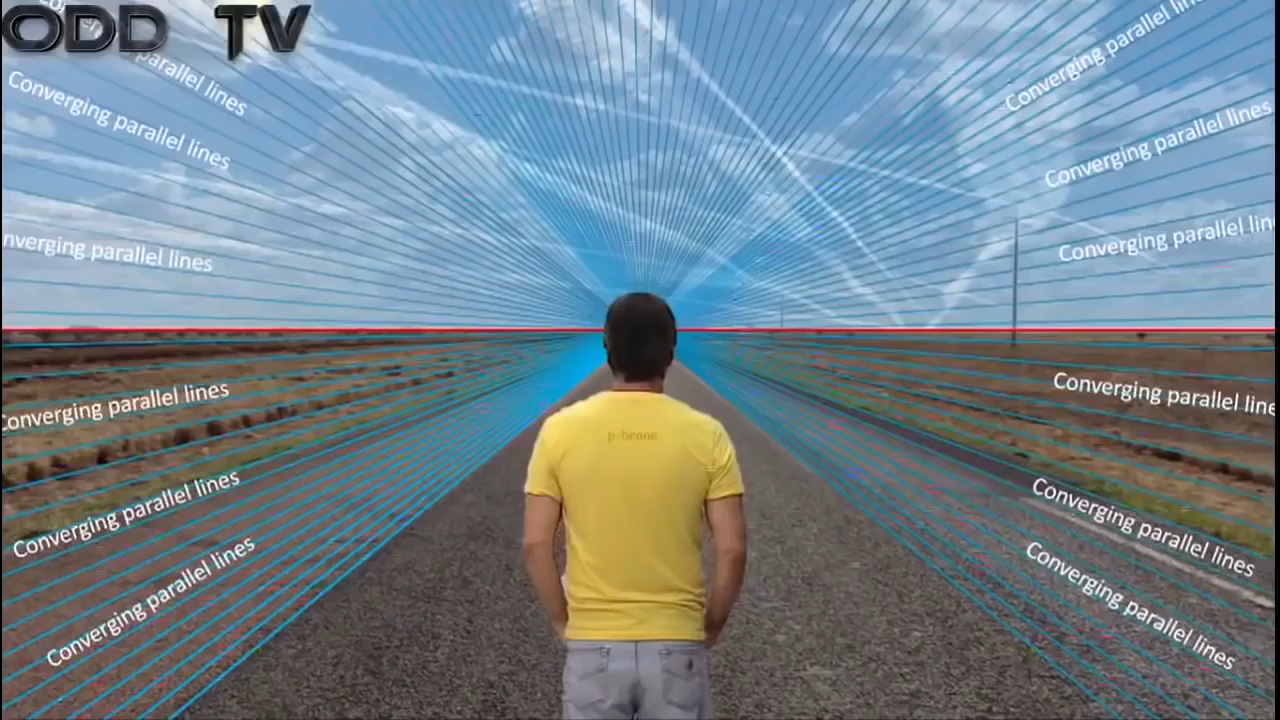 ODD TV
parallel lines
Converging parallel lines
Converging parallel lin
Converging parallel lines
Converging parallel lin
nverging parallel lines
Converging parallel lines
Converging parallel line
Converging parallel lines
Converging parallel lines
Converging parallel lines
Converging parallel lines
Converging parallel lines